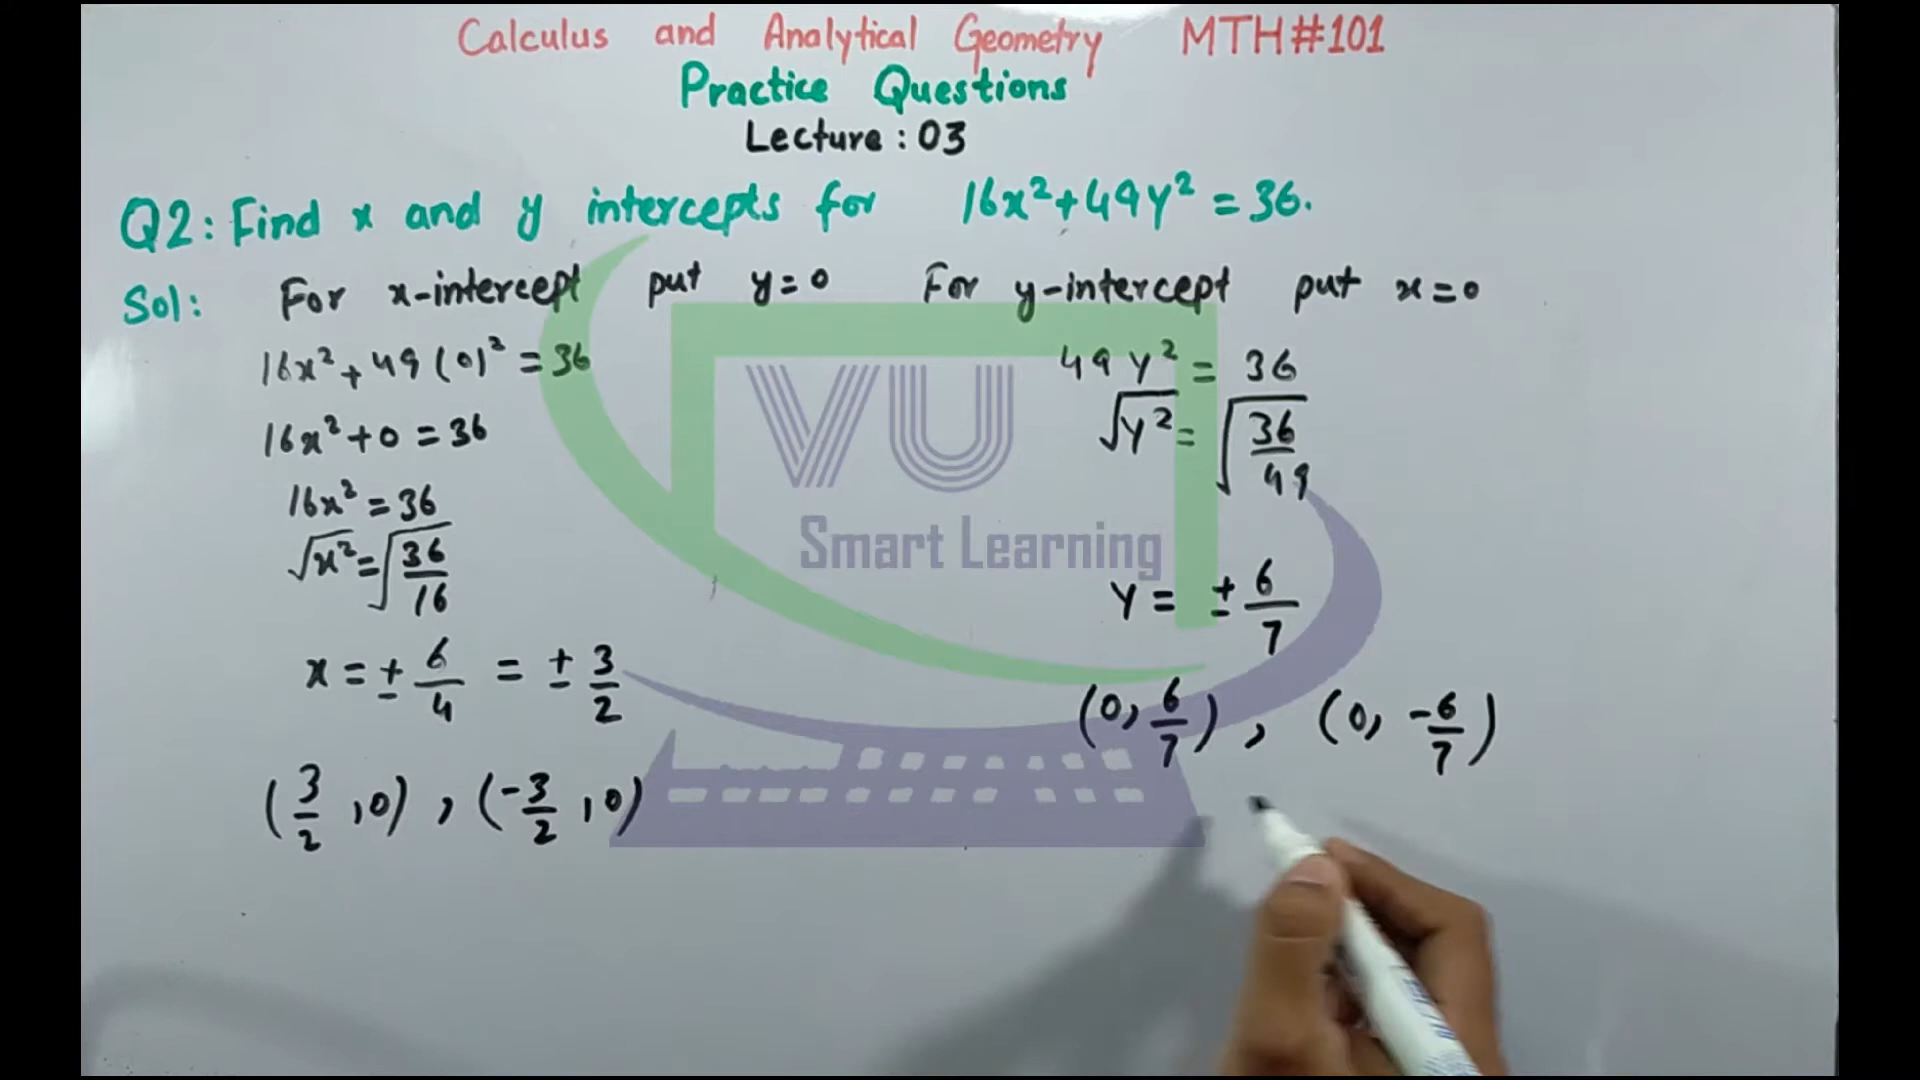 Calculus and Analytical Geometry MTH#101
Practice Questions
Lecture: 03
Q2: Find x and y intercepts for 16x²+49y² = 36.
Sol: For x-intercept put y=0
16x²+49(0)² = 36
16x²+0 = 36
16x² = 36
√x² = √36/16
x = ± 6/4 = ± 3/2
(3/2, 0), (-3/2, 0)
For y-intercept put x=0
49y² = 36
√y² = √36/49
y = ± 6/7
(0, 6/7), (0, -6/7)
VU
Smart Learning